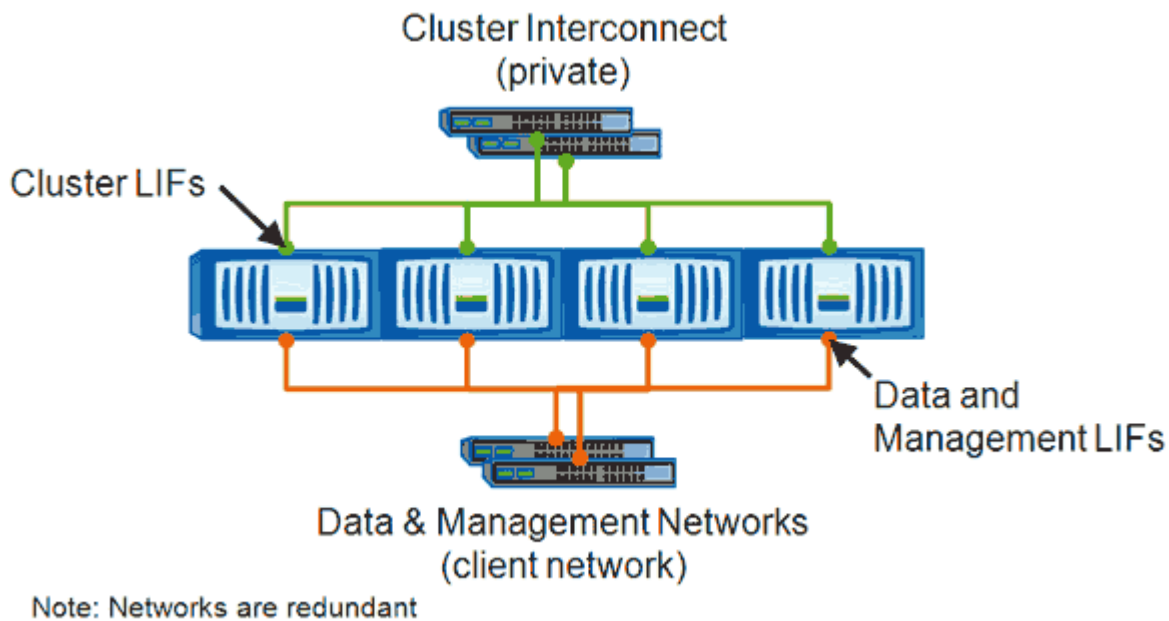 Cluster Interconnect
(private)
Cluster LIFs
Data and
Management LIFs
Data & Management Networks
(client network)
Note: Networks are redundant